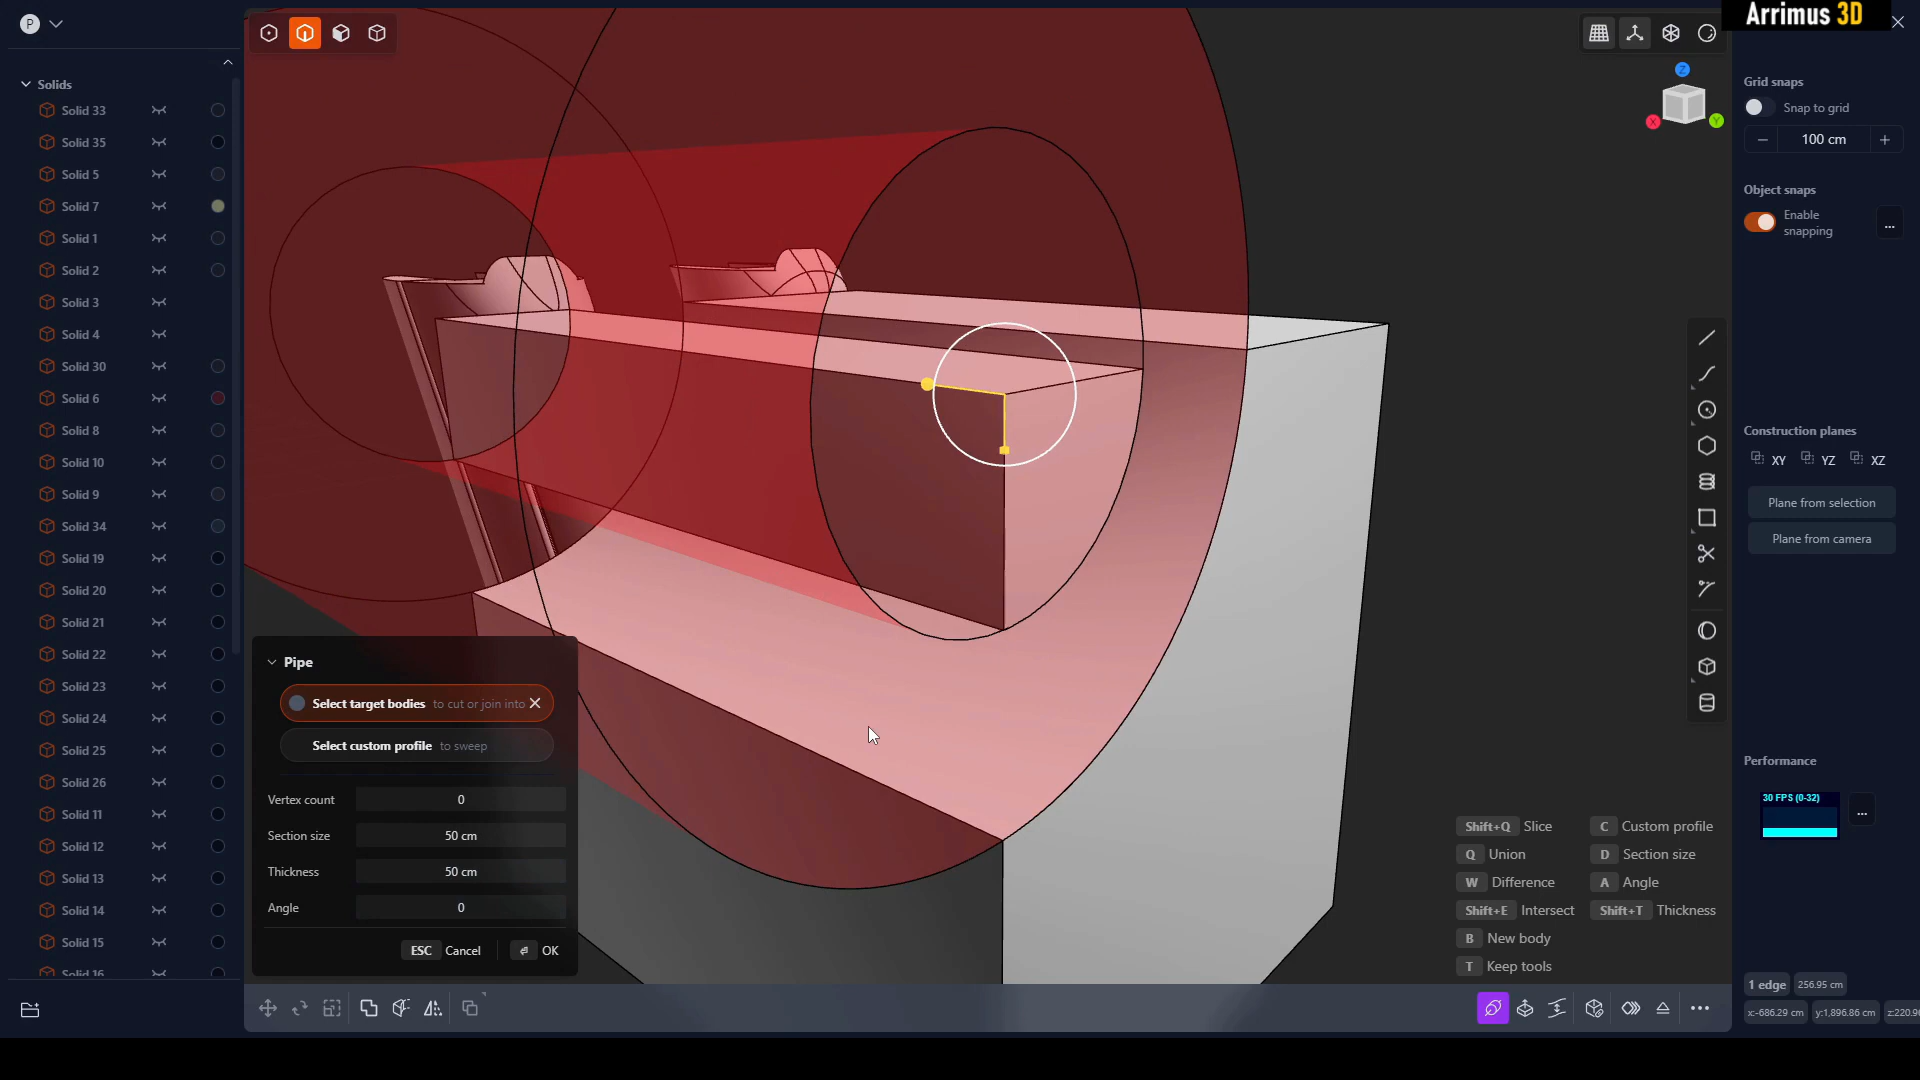 P
Arrimus 3D
Solids
Solid 33
Solid 35
Solid 5
Solid 7
Solid 1
Solid 2
Solid 3
Solid 4
Solid 30
Solid 6
Solid 8
Solid 10
Solid 9
Solid 34
Solid 19
Solid 20
Solid 21
Solid 22
Solid 23
Solid 24
Solid 25
Solid 26
Solid 11
Solid 12
Solid 13
Solid 14
Solid 15
Solid 16
Pipe
Select target bodies to cut or join into
Select custom profile to sweep
Vertex count 0
Section size 50 cm
Thickness 50 cm
Angle 0
ESC Cancel OK
Z
X
Y
Shift+Q Slice C Custom profile
Q Union D Section size
W Difference A Angle
Shift+E Intersect Shift+T Thickness
B New body
T Keep tools
Grid snaps
Snap to grid
100 cm
Object snaps
Enable
snapping
...
Construction planes
XY YZ XZ
Plane from selection
Plane from camera
Performance
30 FPS (0-32)
...
1 edge 256.95 cm
x:-686.29 cm y:1,896.86 cm